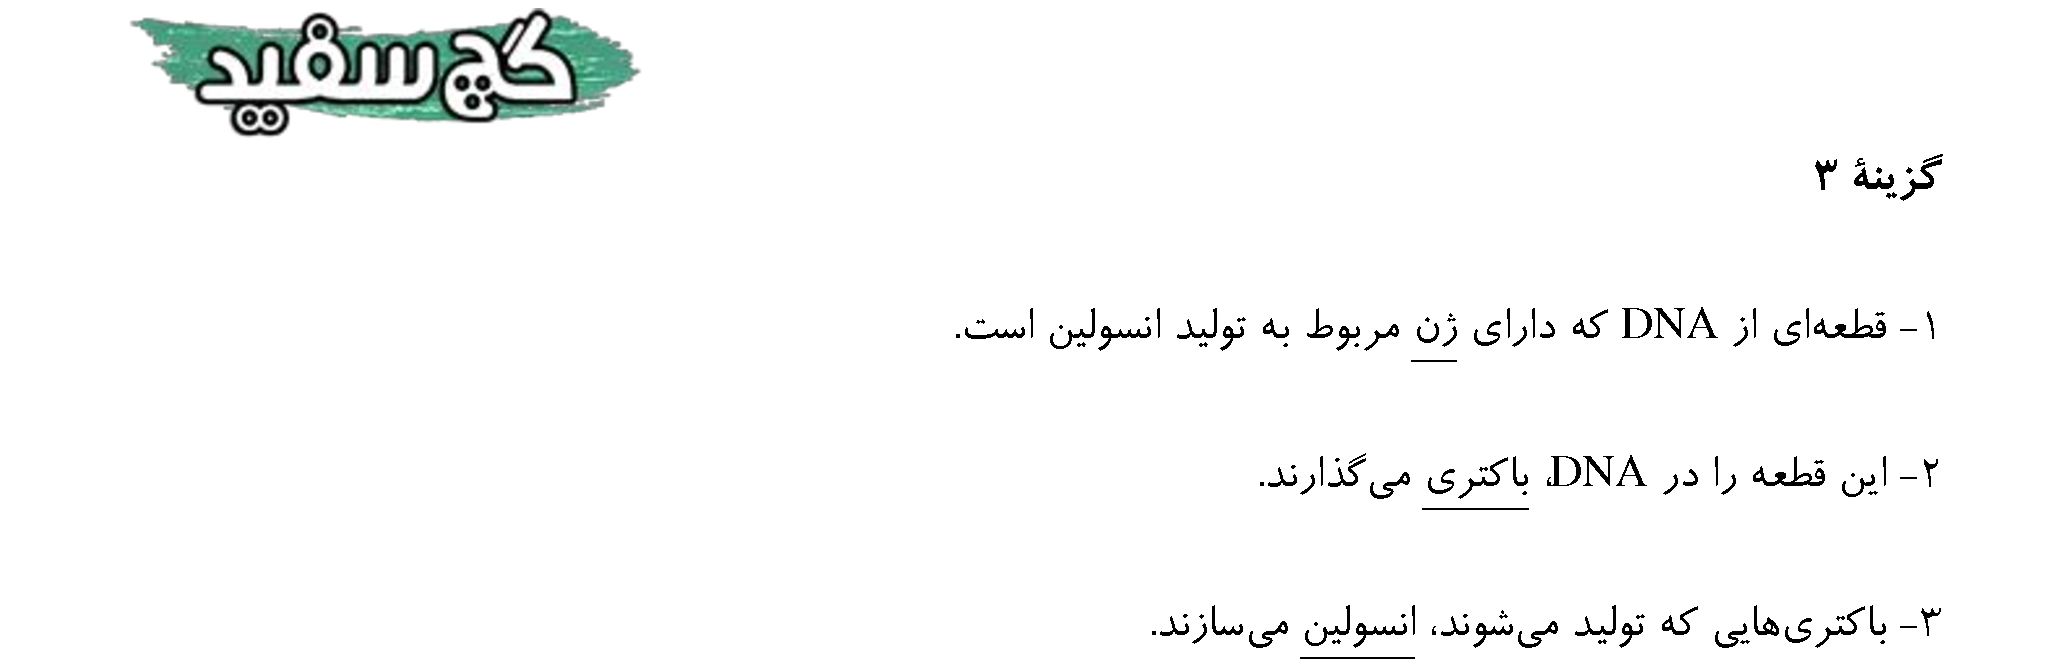 گچ سفید
گزینهٔ ۳
۱- قطعه‌ای از DNA که دارای ژن مربوط به تولید انسولین است.
۲- این قطعه را در DNA، باکتری می‌گذارند.
۳- باکتری‌هایی که تولید می‌شوند، انسولین می‌سازند.